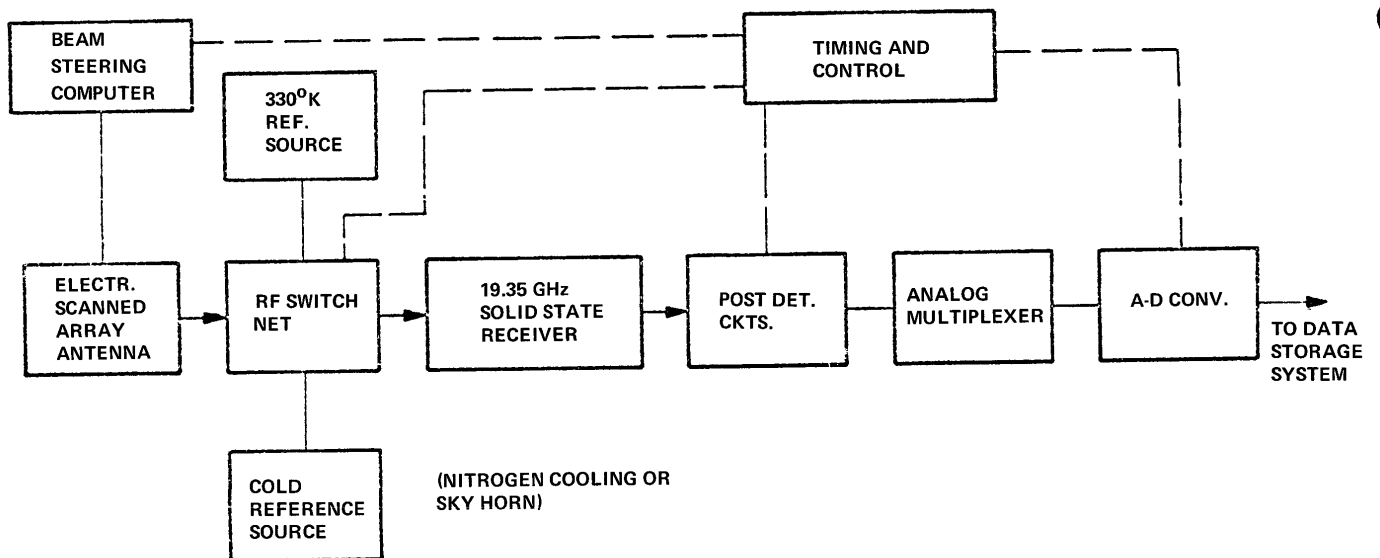 BEAM
STEERING
COMPUTER
TIMING AND
CONTROL
330°K
REF.
SOURCE
ELECTR.
SCANNED
ARRAY
ANTENNA
RF SWITCH
NET
19.35 GHz
SOLID STATE
RECEIVER
POST DET.
CKTS.
ANALOG
MULTIPLEXER
A-D CONV.
TO DATA
STORAGE
SYSTEM
COLD
REFERENCE
SOURCE
(NITROGEN COOLING OR
SKY HORN)